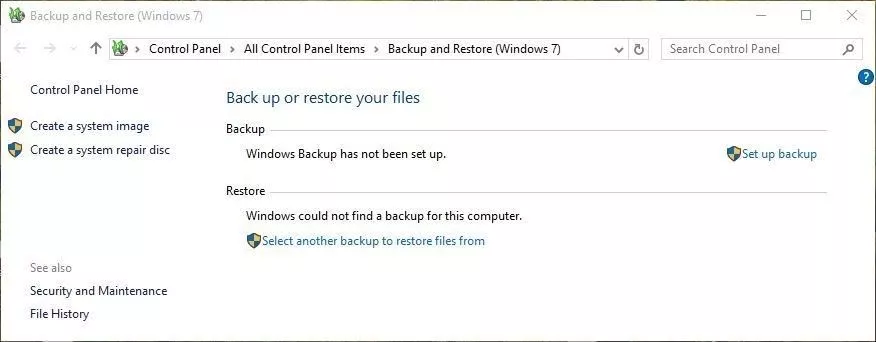 Backup and Restore (Windows 7)
Control Panel All Control Panel Items Backup and Restore (Windows 7) Search Control Panel
?
Control Panel Home
Create a system image
Create a system repair disc
Back up or restore your files
Backup
Windows Backup has not been set up. Set up backup
Restore
Windows could not find a backup for this computer.
Select another backup to restore files from
See also
Security and Maintenance
File History